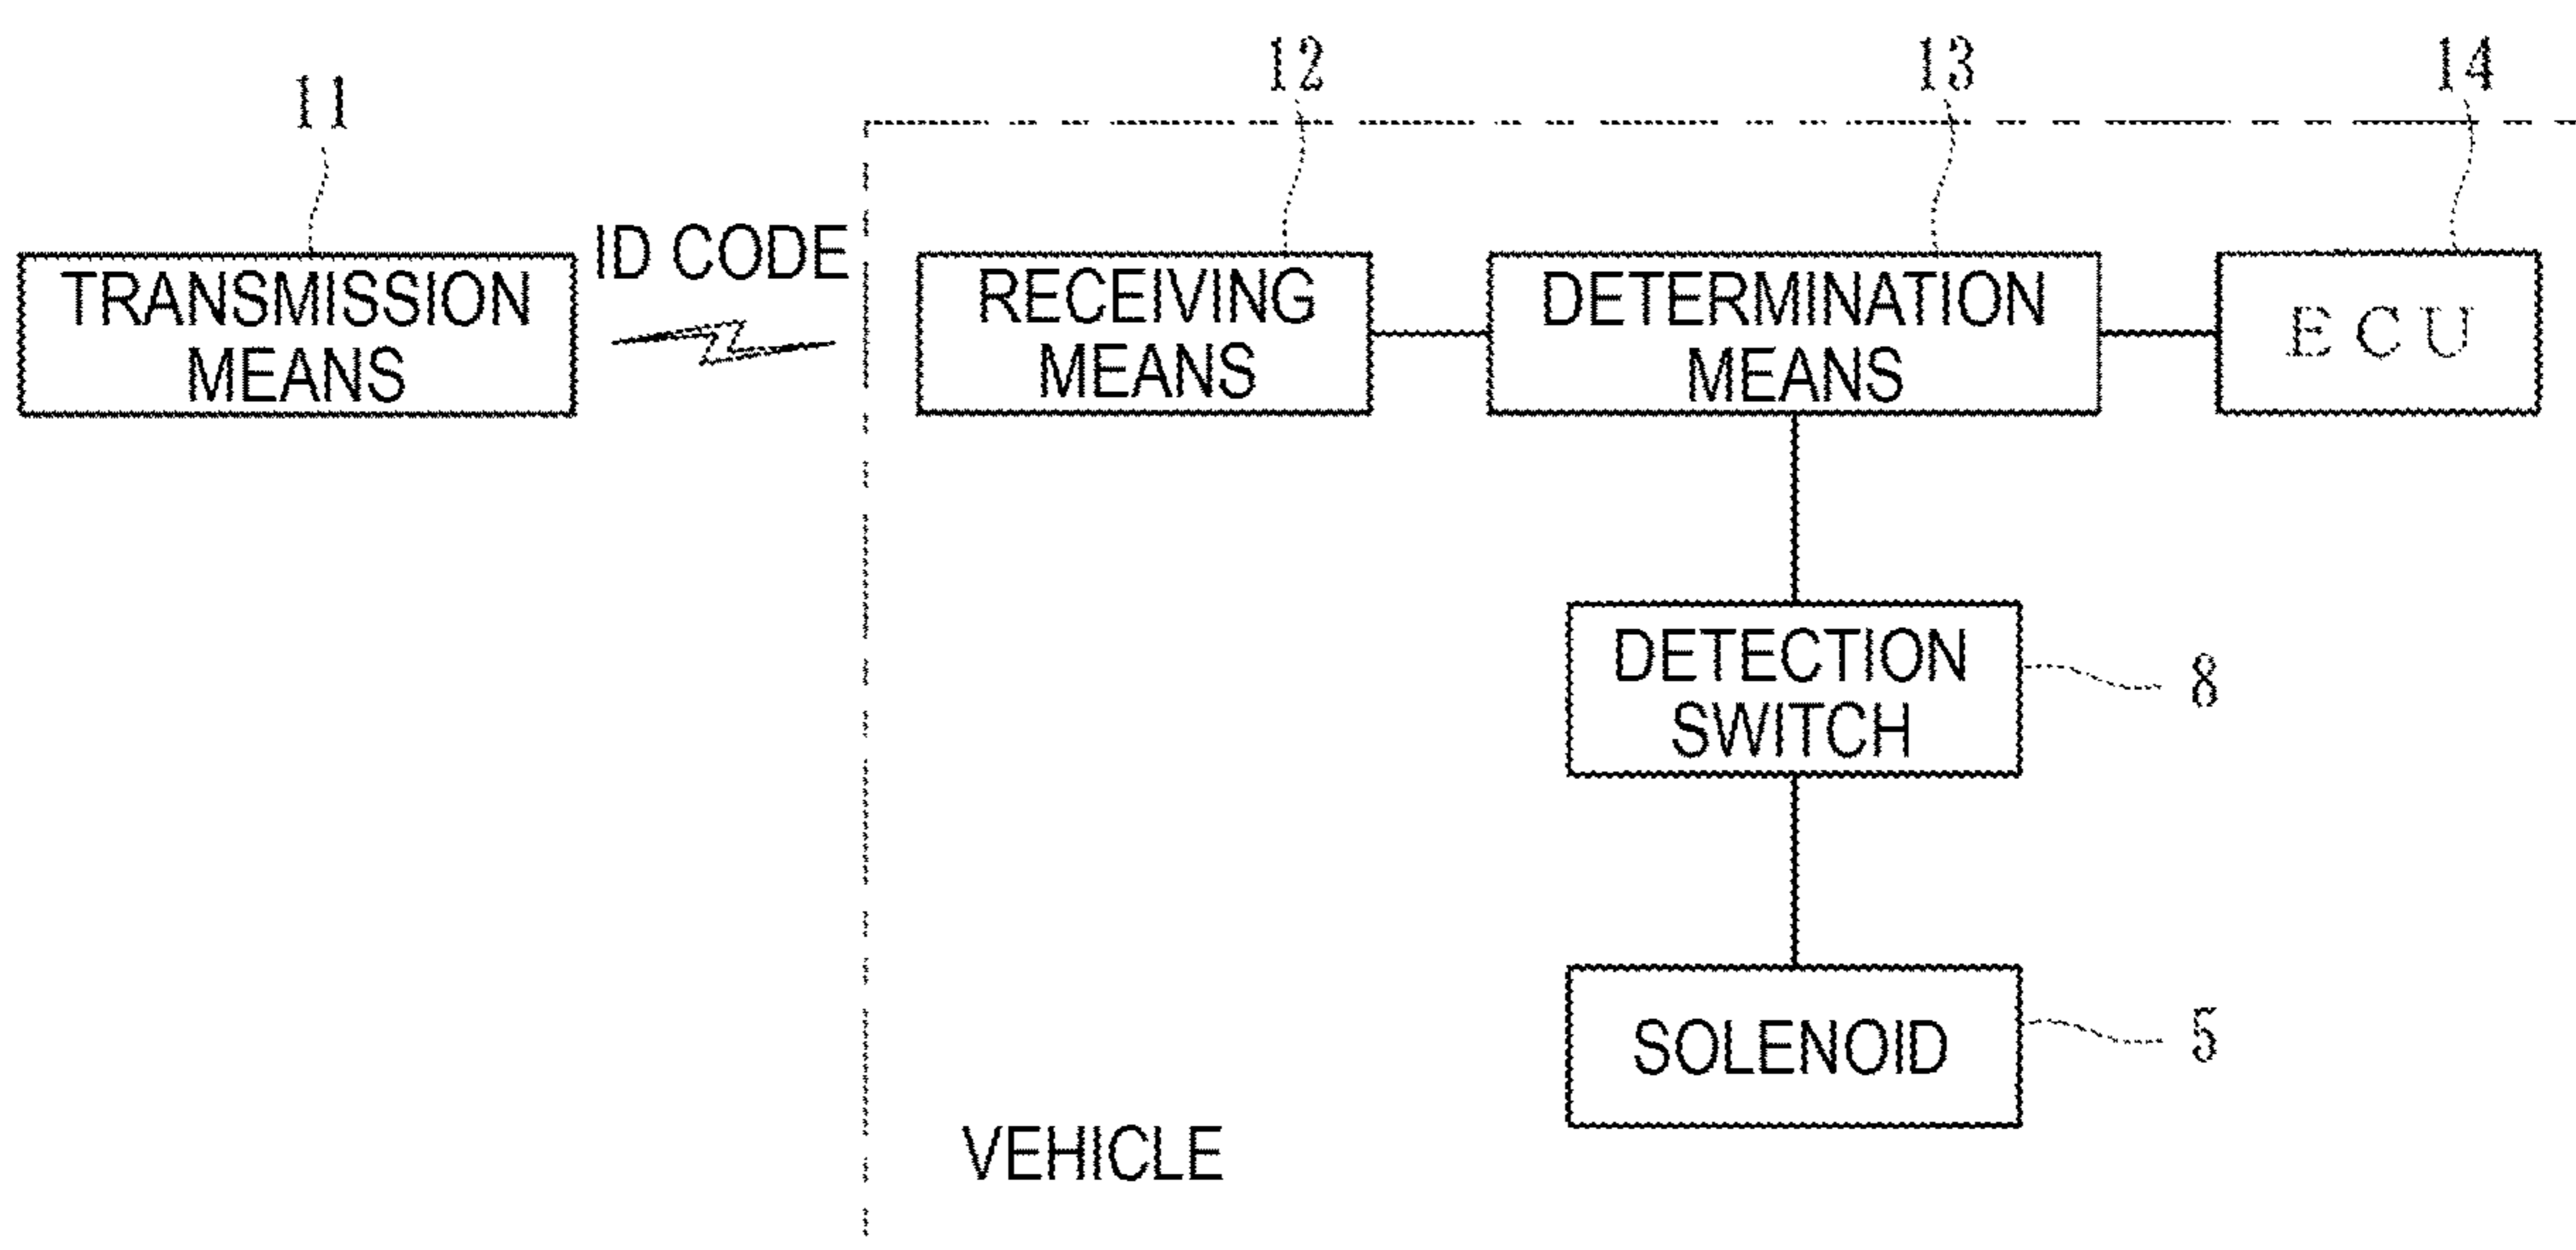 11
12
13
14
ID CODE
TRANSMISSION
MEANS
RECEIVING
MEANS
DETERMINATION
MEANS
ECU
DETECTION
SWITCH
8
SOLENOID
5
VEHICLE